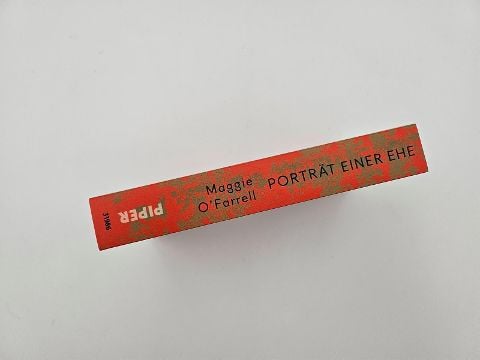 Maggie
O'Farrell
PORTRÄT EINER EHE
PIPER